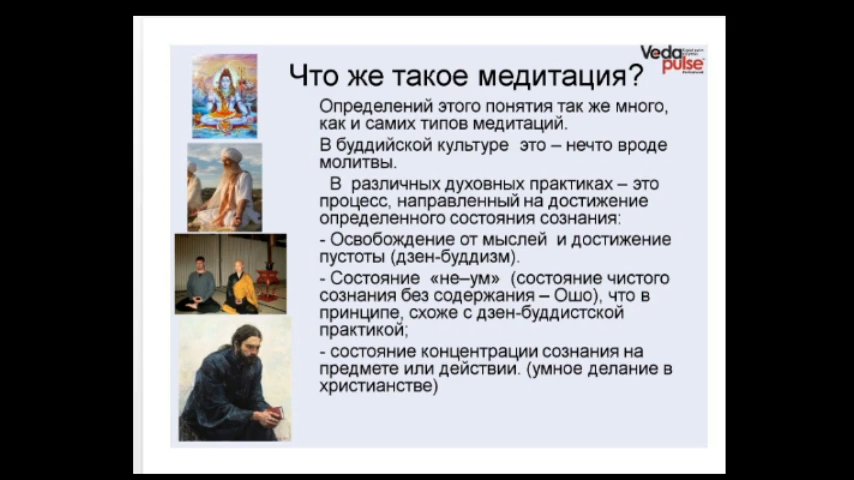 Veda
pulse
Что же такое медитация?
Определений этого понятия так же много,
как и самих типов медитаций.
В буддийской культуре это – нечто вроде
молитвы.
В различных духовных практиках – это
процесс, направленный на достижение
определенного состояния сознания:
- Освобождение от мыслей и достижение
пустоты (дзен-буддизм).
- Состояние «не–ум» (состояние чистого
сознания без содержания – Ошо), что в
принципе, схоже с дзен-буддистской
практикой;
- состояние концентрации сознания на
предмете или действии. (умное делание в
христианстве)